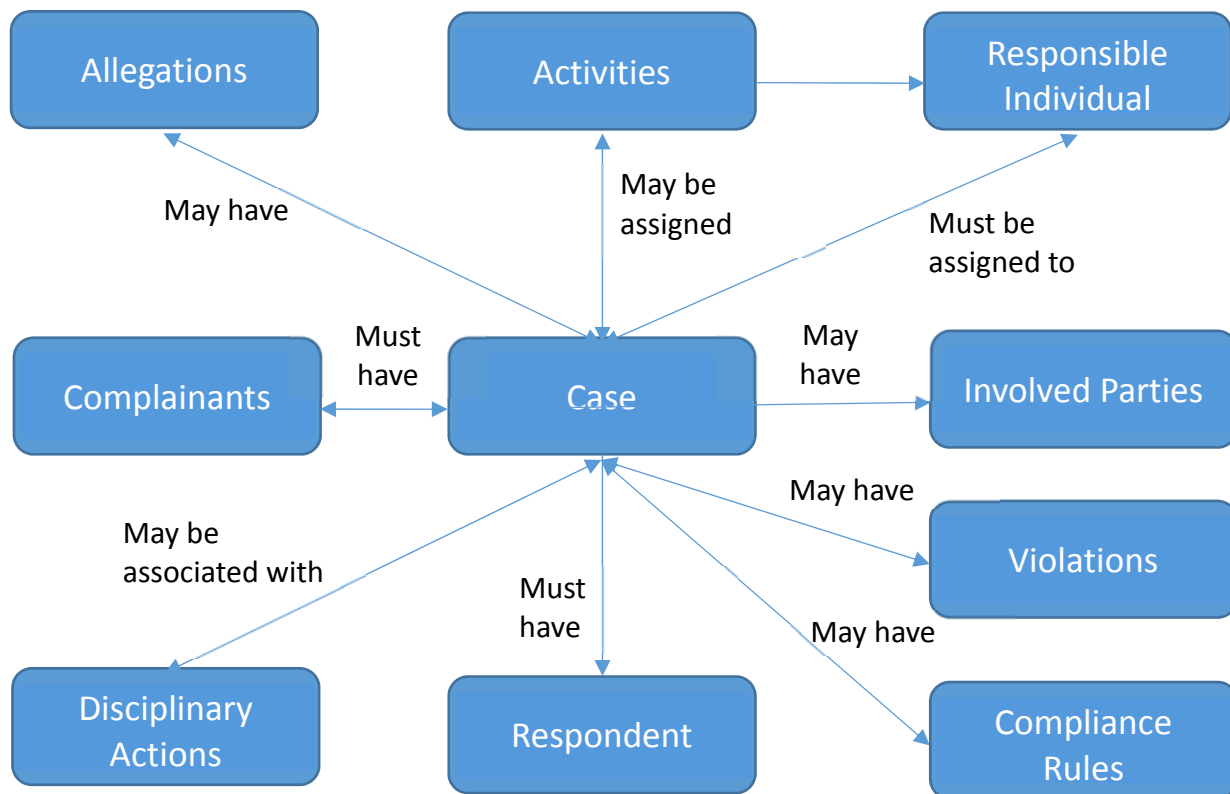 Allegations
Activities
Responsible
Individual
May have
May be
assigned
Must be
assigned to
Complainants
Must
have
Case
May
have
Involved Parties
May have
Violations
May be
associated with
Must
have
May have
Disciplinary
Actions
Respondent
Compliance
Rules